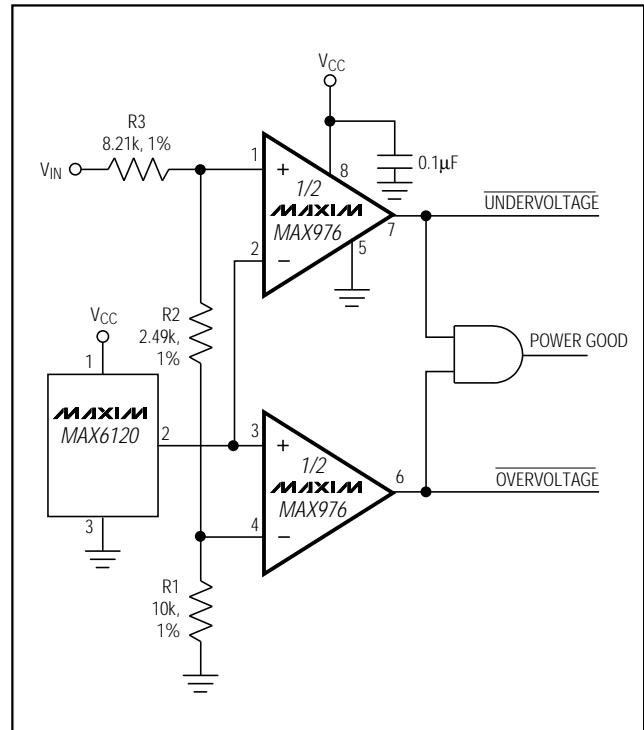 VCC
R3
8.21k, 1%
VIN
1
+
1/2
MAXIM
MAX976
8
0.1µF
7
UNDERVOLTAGE
2
−
5
VCC
R2
2.49k,
1%
1
POWER GOOD
MAXIM
MAX6120
2
3
+
1/2
MAXIM
MAX976
6
OVERVOLTAGE
3
4
−
R1
10k,
1%